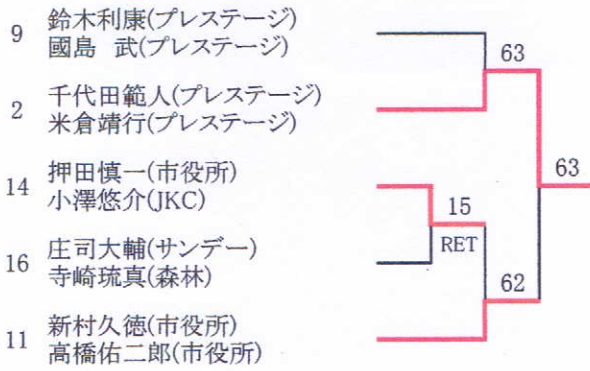 9 鈴木利康(プレステージ)
國島 武(プレステージ)
63
2 千代田範人(プレステージ)
米倉靖行(プレステージ)
63
14 押田慎一(市役所)
小澤悠介(JKC)
15
RET
16 庄司大輔(サンデー)
寺崎琉真(森林)
62
11 新村久徳(市役所)
高橋佑二郎(市役所)